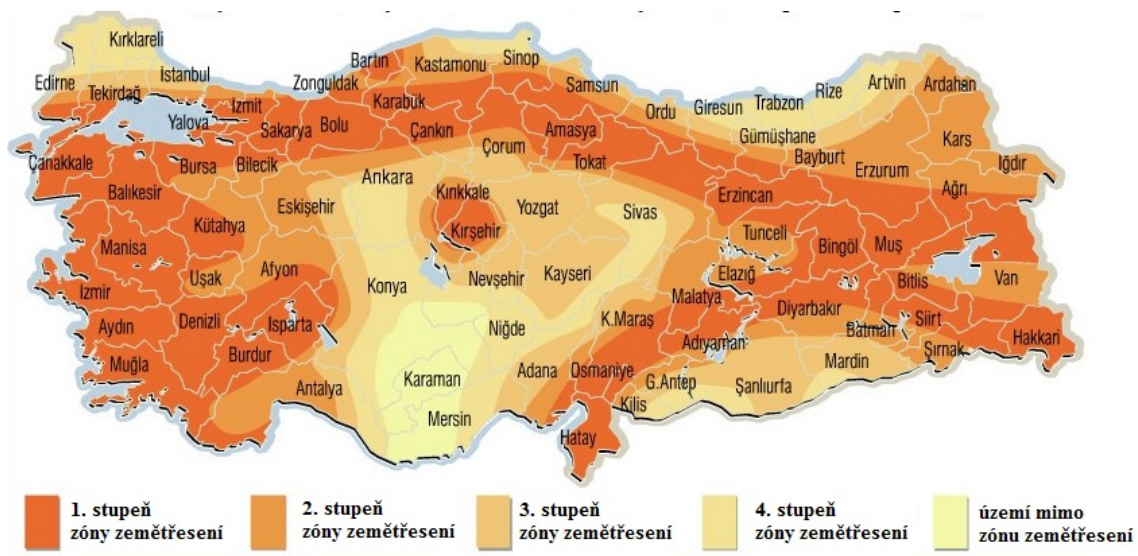 Kırklareli
Edirne
İstanbul
Tekirdağ
Yalova
İzmit
Sakarya
Bolu
Zonguldak
Bartın
Karabük
Kastamonu
Sinop
Çankırı
Çorum
Samsun
Amasya
Tokat
Ordu
Giresun
Trabzon
Rize
Artvin
Ardahan
Gümüşhane
Bayburt
Erzurum
Kars
Iğdır
Ağrı
Çanakkale
Balıkesir
Bursa
Bilecik
Eskişehir
Ankara
Kırıkkale
Kırşehir
Yozgat
Sivas
Erzincan
Tunceli
Bingöl
Muş
Manisa
Kütahya
Uşak
Afyon
Konya
Nevşehir
Kayseri
Malatya
Elazığ
Diyarbakır
Bitlis
Van
İzmir
Aydın
Denizli
Isparta
Burdur
Muğla
Antalya
Karaman
Mersin
Niğde
Adana
K.Maraş
Osmaniye
Adıyaman
G.Antep
Kilis
Hatay
Şanlıurfa
Mardin
Batman
Siirt
Şırnak
Hakkari
1. stupeň
zóny zemětřesení
2. stupeň
zóny zemětřesení
3. stupeň
zóny zemětřesení
4. stupeň
zóny zemětřesení
území mimo
zónu zemětřesení